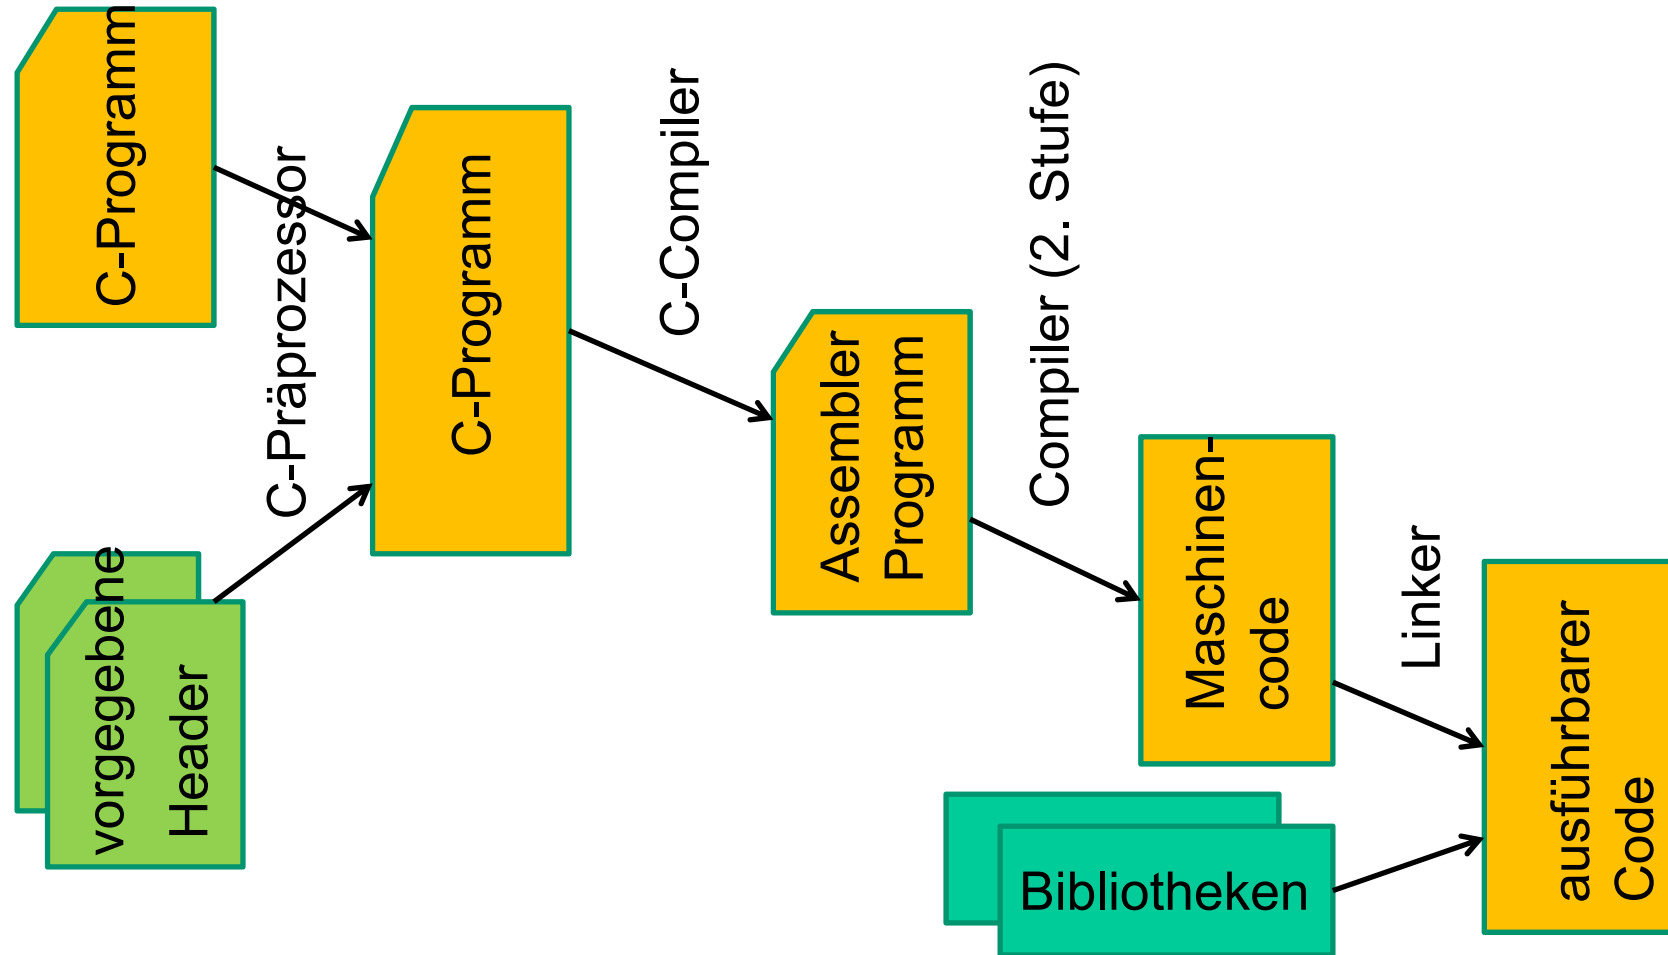 C-Programm
C-Präprozessor
vorgegebene
Header
C-Programm
C-Compiler
Assembler
Programm
Compiler (2. Stufe)
Maschinen-
code
Bibliotheken
Linker
ausführbarer
Code